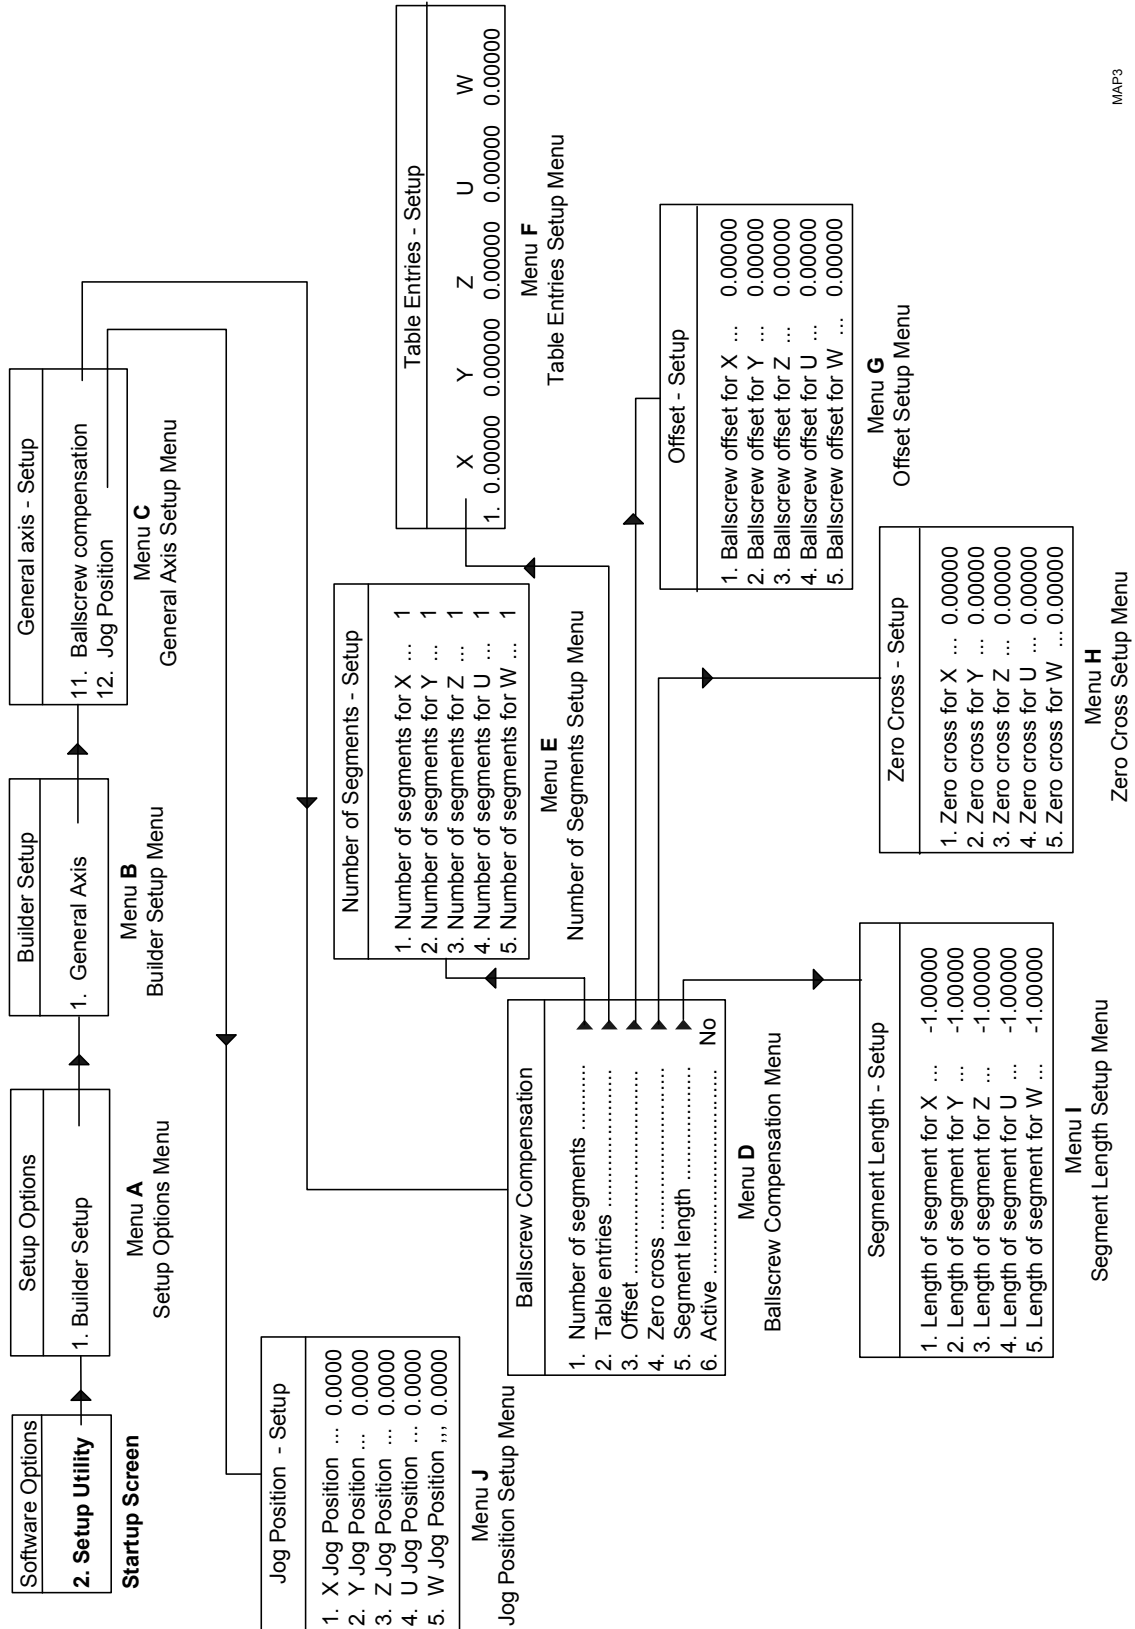 Software Options
2. Setup Utility
Startup Screen
Setup Options
1. Builder Setup
Menu A
Setup Options Menu
Builder Setup
1. General Axis
Menu B
Builder Setup Menu
General axis - Setup
11. Ballscrew compensation
12. Jog Position
Menu C
General Axis Setup Menu
Jog Position - Setup
1. X Jog Position ... 0.0000
2. Y Jog Position ... 0.0000
3. Z Jog Position ... 0.0000
4. U Jog Position ... 0.0000
5. W Jog Position ,,, 0.0000
Menu J
Jog Position Setup Menu
Ballscrew Compensation
1. Number of segments ...........
2. Table entries ............................
3. Offset ........................................
4. Zero cross ................................
5. Segment length .....................
6. Active ........................................ No
Menu D
Ballscrew Compensation Menu
Number of Segments - Setup
1. Number of segments for X ... 1
2. Number of segments for Y ... 1
3. Number of segments for Z ... 1
4. Number of segments for U ... 1
5. Number of segments for W ... 1
Menu E
Number of Segments Setup Menu
Table Entries - Setup
X Y Z U W
1. 0.00000 0.00000 0.00000 0.00000 0.00000
Menu F
Table Entries Setup Menu
Offset - Setup
1. Ballscrew offset for X ... 0.00000
2. Ballscrew offset for Y ... 0.00000
3. Ballscrew offset for Z ... 0.00000
4. Ballscrew offset for U ... 0.00000
5. Ballscrew offset for W ... 0.00000
Menu G
Offset Setup Menu
Zero Cross - Setup
1. Zero cross for X ... 0.00000
2. Zero cross for Y ... 0.00000
3. Zero cross for Z ... 0.00000
4. Zero cross for U ... 0.00000
5. Zero cross for W ... 0.00000
Menu H
Zero Cross Setup Menu
Segment Length - Setup
1. Length of segment for X ... -1.00000
2. Length of segment for Y ... -1.00000
3. Length of segment for Z ... -1.00000
4. Length of segment for U ... -1.00000
5. Length of segment for W ... -1.00000
Menu I
Segment Length Setup Menu
MAP3